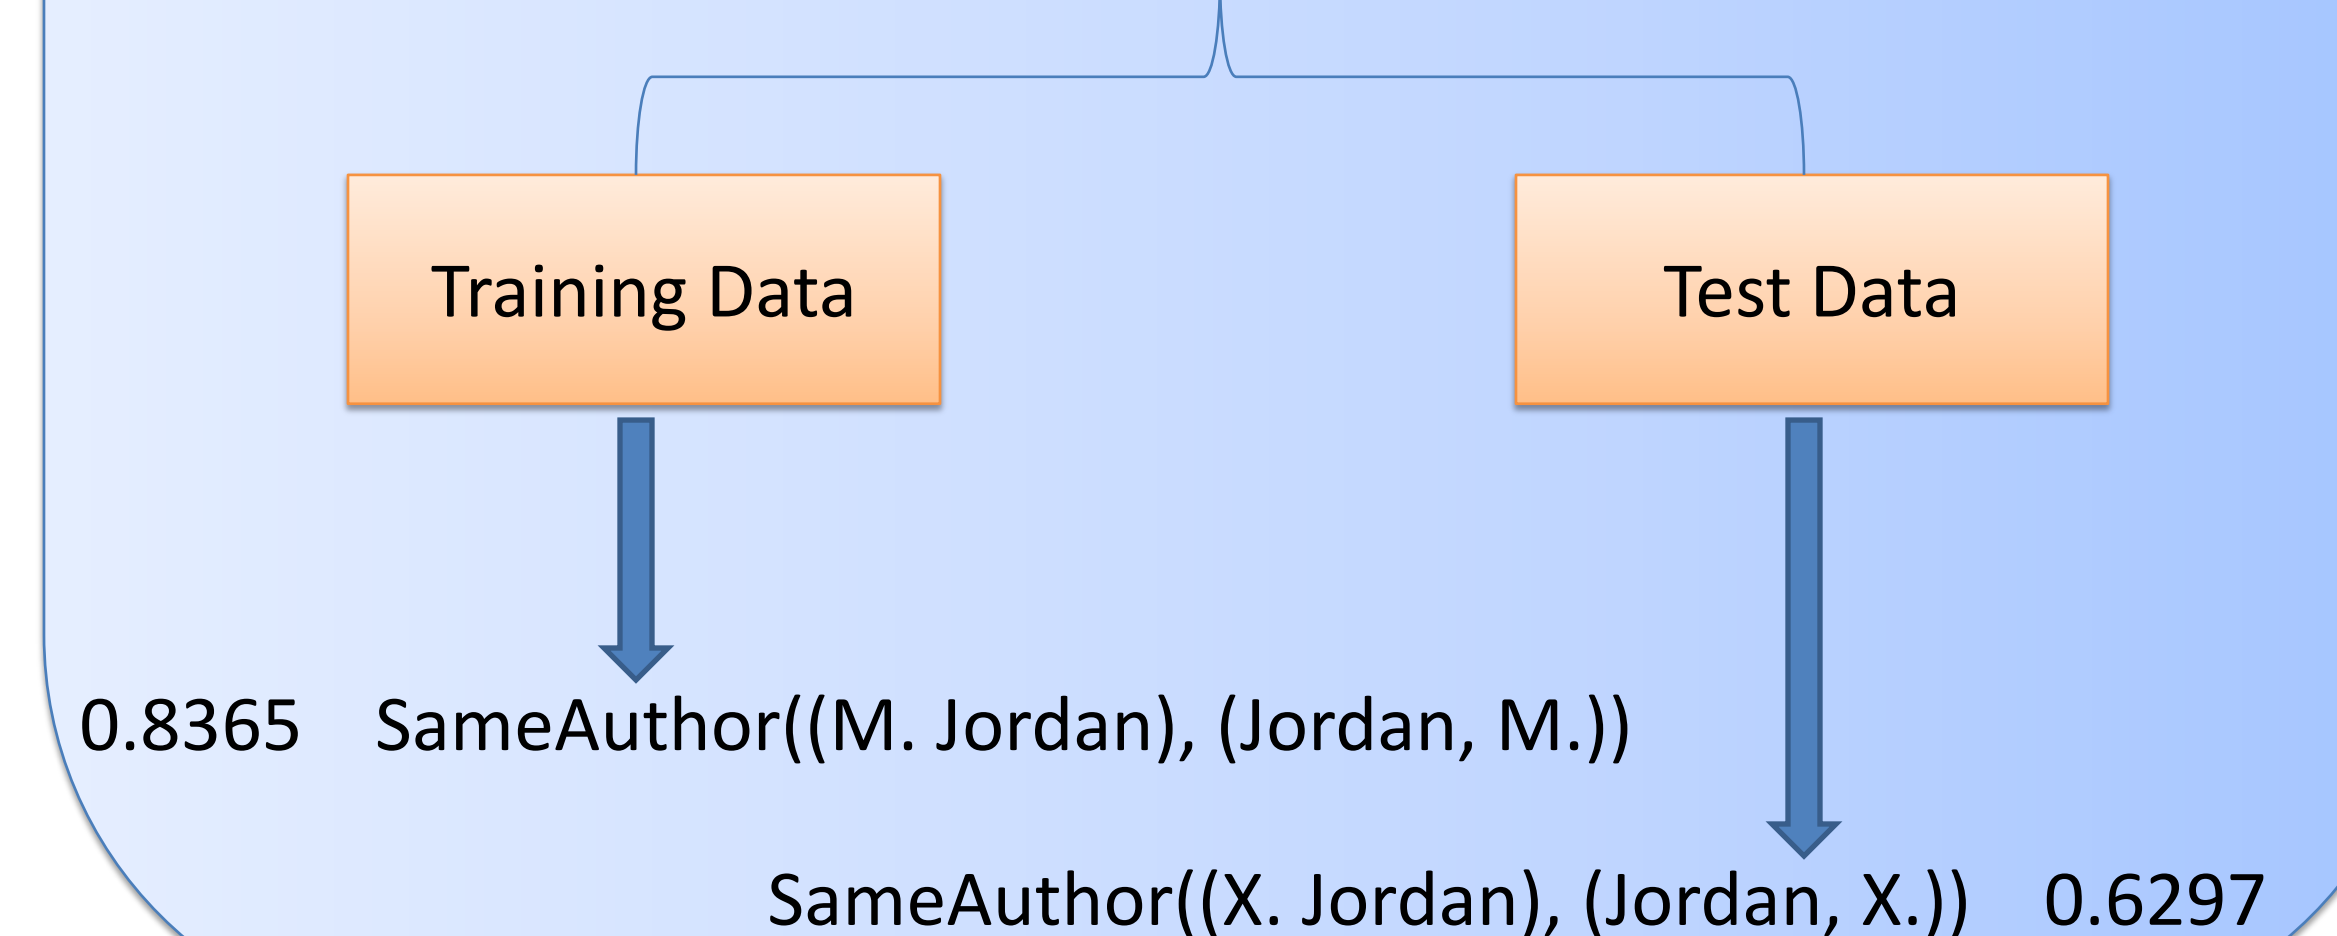 Training Data
Test Data
0.8365 SameAuthor((M. Jordan), (Jordan, M.))
SameAuthor((X. Jordan), (Jordan, X.)) 0.6297